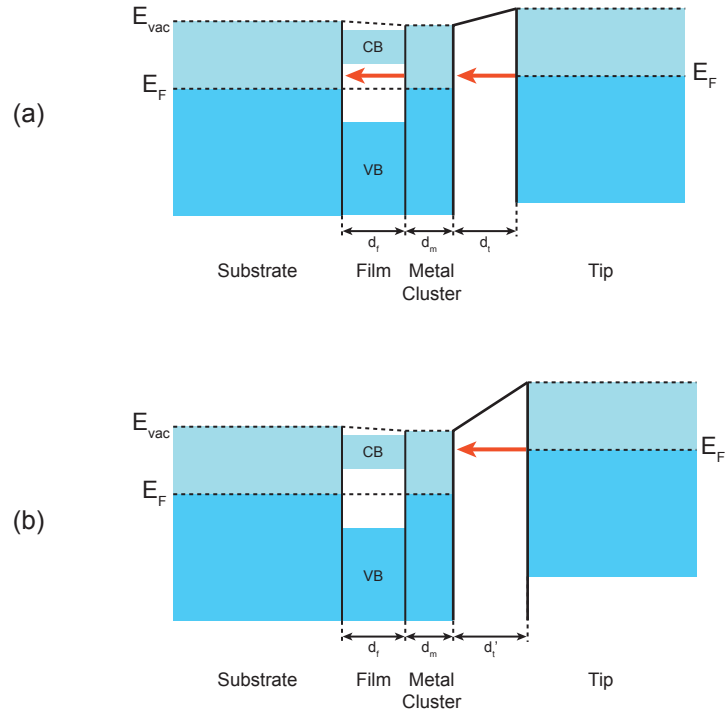 (a)
E_vac
E_F
CB
VB
E_F
d_f
d_m
d_t
Substrate
Film
Metal
Cluster
Tip
(b)
E_vac
E_F
CB
VB
E_F
d_f
d_m
d_t'
Substrate
Film
Metal
Cluster
Tip